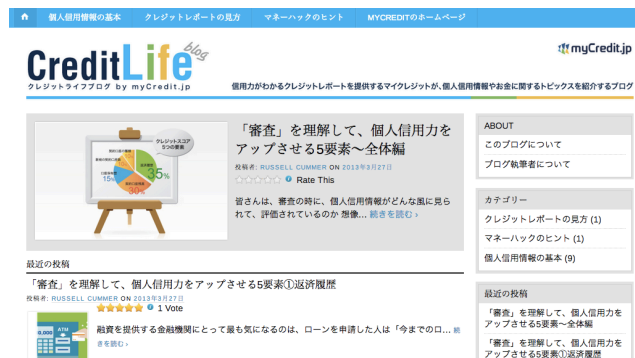 個人信用情報の基本 クレジットレポートの見方 マネーハックのヒント MYCREDITのホームページ
CreditLife blog
クレジットライフブログ by myCredit.jp
myCredit.jp
信用力がわかるクレジットレポートを提供するマイクレジットが、個人信用情報やお金に関するトピックスを紹介するブログ
クレジットスコア
5つの要素
35%
30%
15%
「審査」を理解して、個人信用力を
アップさせる5要素〜全体編
投稿者: RUSSELL CUMMER ON 2013年3月27日
Rate This
皆さんは、審査の時に、個人信用情報がどんな風に見ら
れて、評価されているのか 想像... 続きを読む ›
最近の投稿
「審査」を理解して、個人信用力をアップさせる5要素①返済履歴
投稿者: RUSSELL CUMMER ON 2013年3月27日
1 Vote
ATM
融資を提供する金融機関にとって最も気になるのは、ローンを申請した人は「今までのロ... 続
きを読む ›
ABOUT
このブログについて
ブログ執筆者について
カテゴリー
クレジットレポートの見方 (1)
マネーハックのヒント (1)
個人信用情報の基本 (9)
最近の投稿
「審査」を理解して、個人信用力を
アップさせる5要素〜全体編
「審査」を理解して、個人信用力を
アップさせる5要素①返済履歴